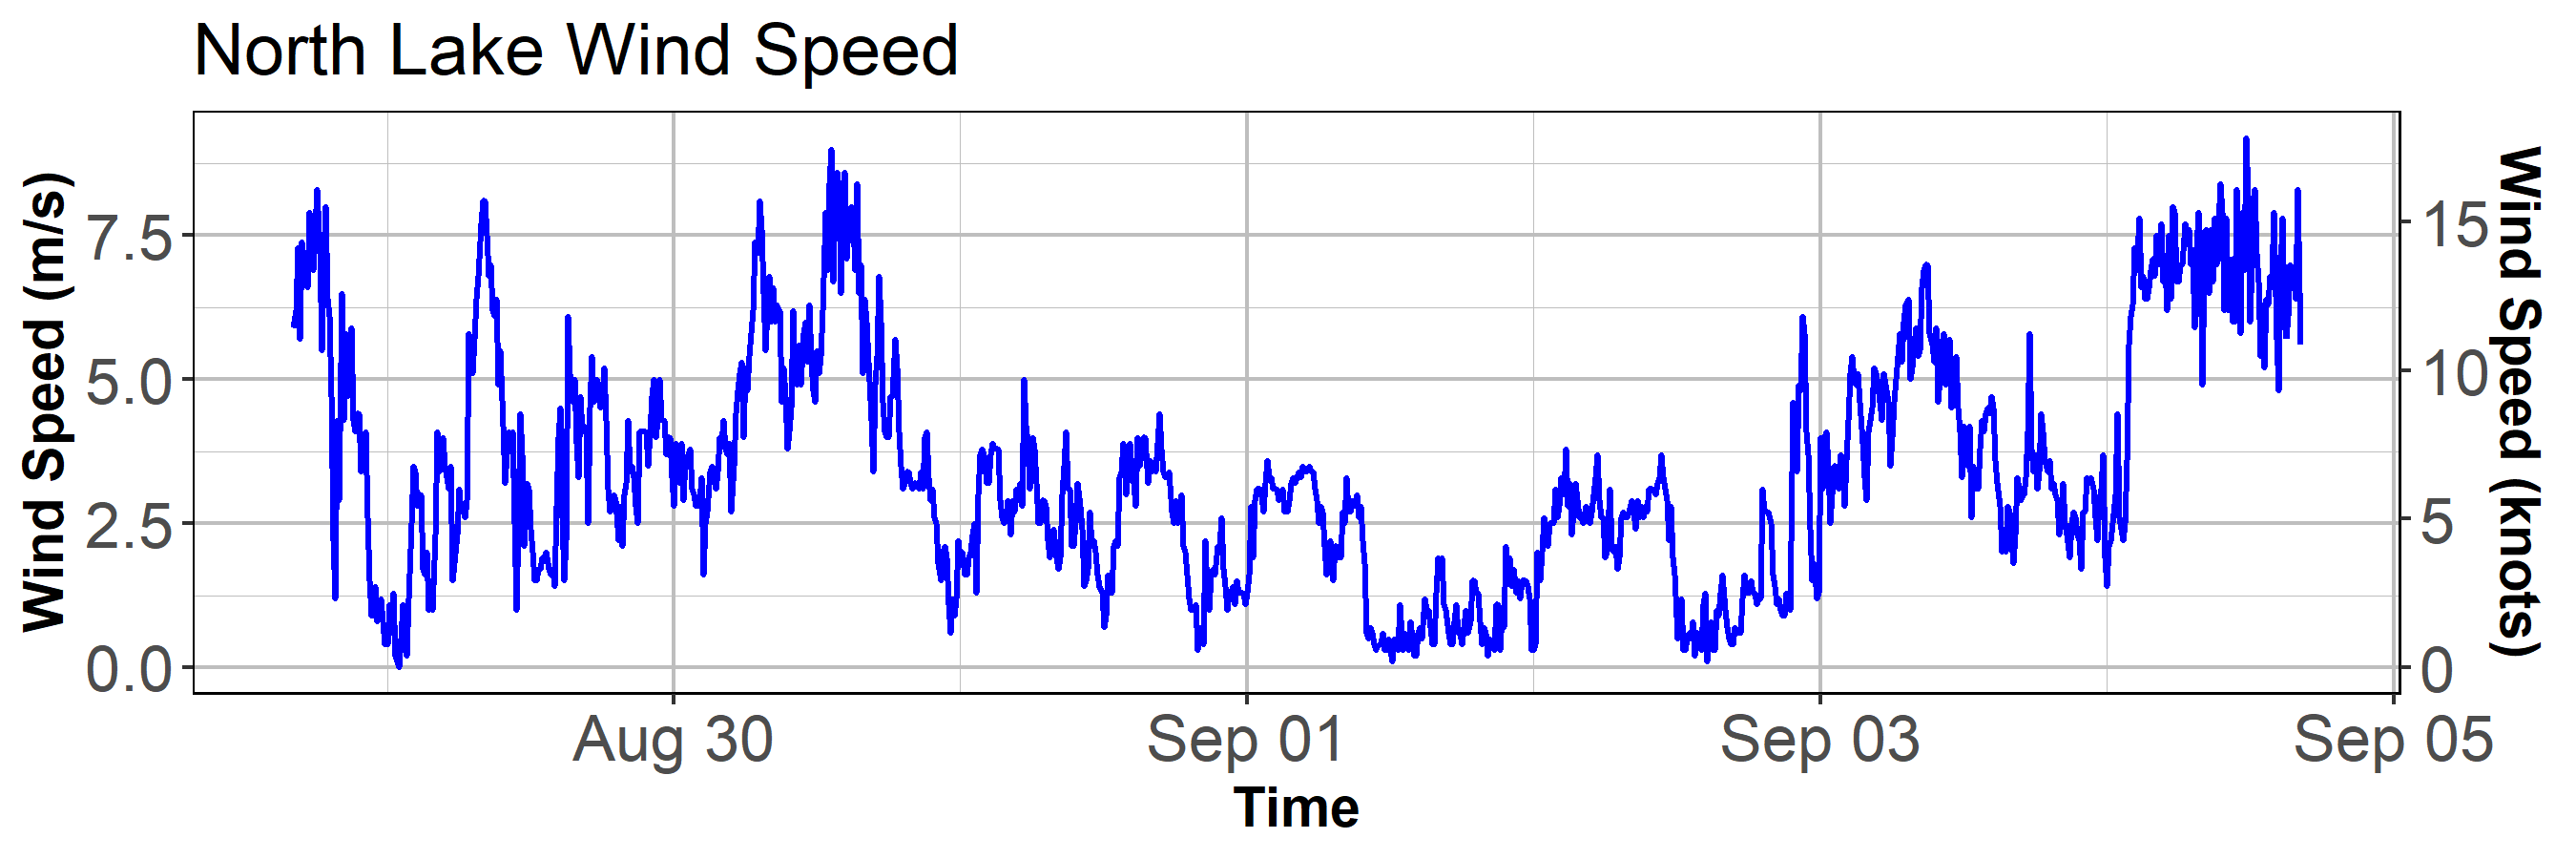 North Lake Wind Speed
Wind Speed (m/s)
7.5
5.0
2.5
0.0
15
10
5
0
Wind Speed (knots)
Aug 30
Sep 01
Sep 03
Sep 05
Time